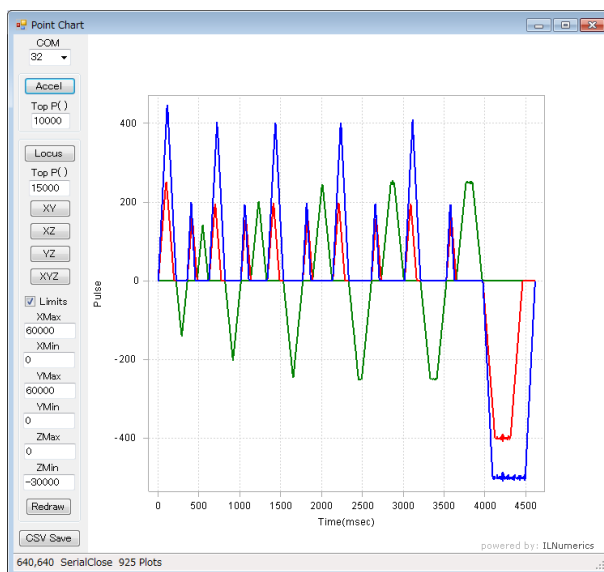 Point Chart
COM
32
Accel
Top P( )
10000
Locus
Top P( )
15000
XY
XZ
YZ
XYZ
Limits
XMax
60000
XMin
0
YMax
60000
YMin
0
ZMax
0
ZMin
-30000
Redraw
CSV Save
400
200
0
-200
-400
Pulse
0 500 1000 1500 2000 2500 3000 3500 4000 4500
Time(msec)
powered by: ILNumerics
640,640 SerialClose 925 Plots